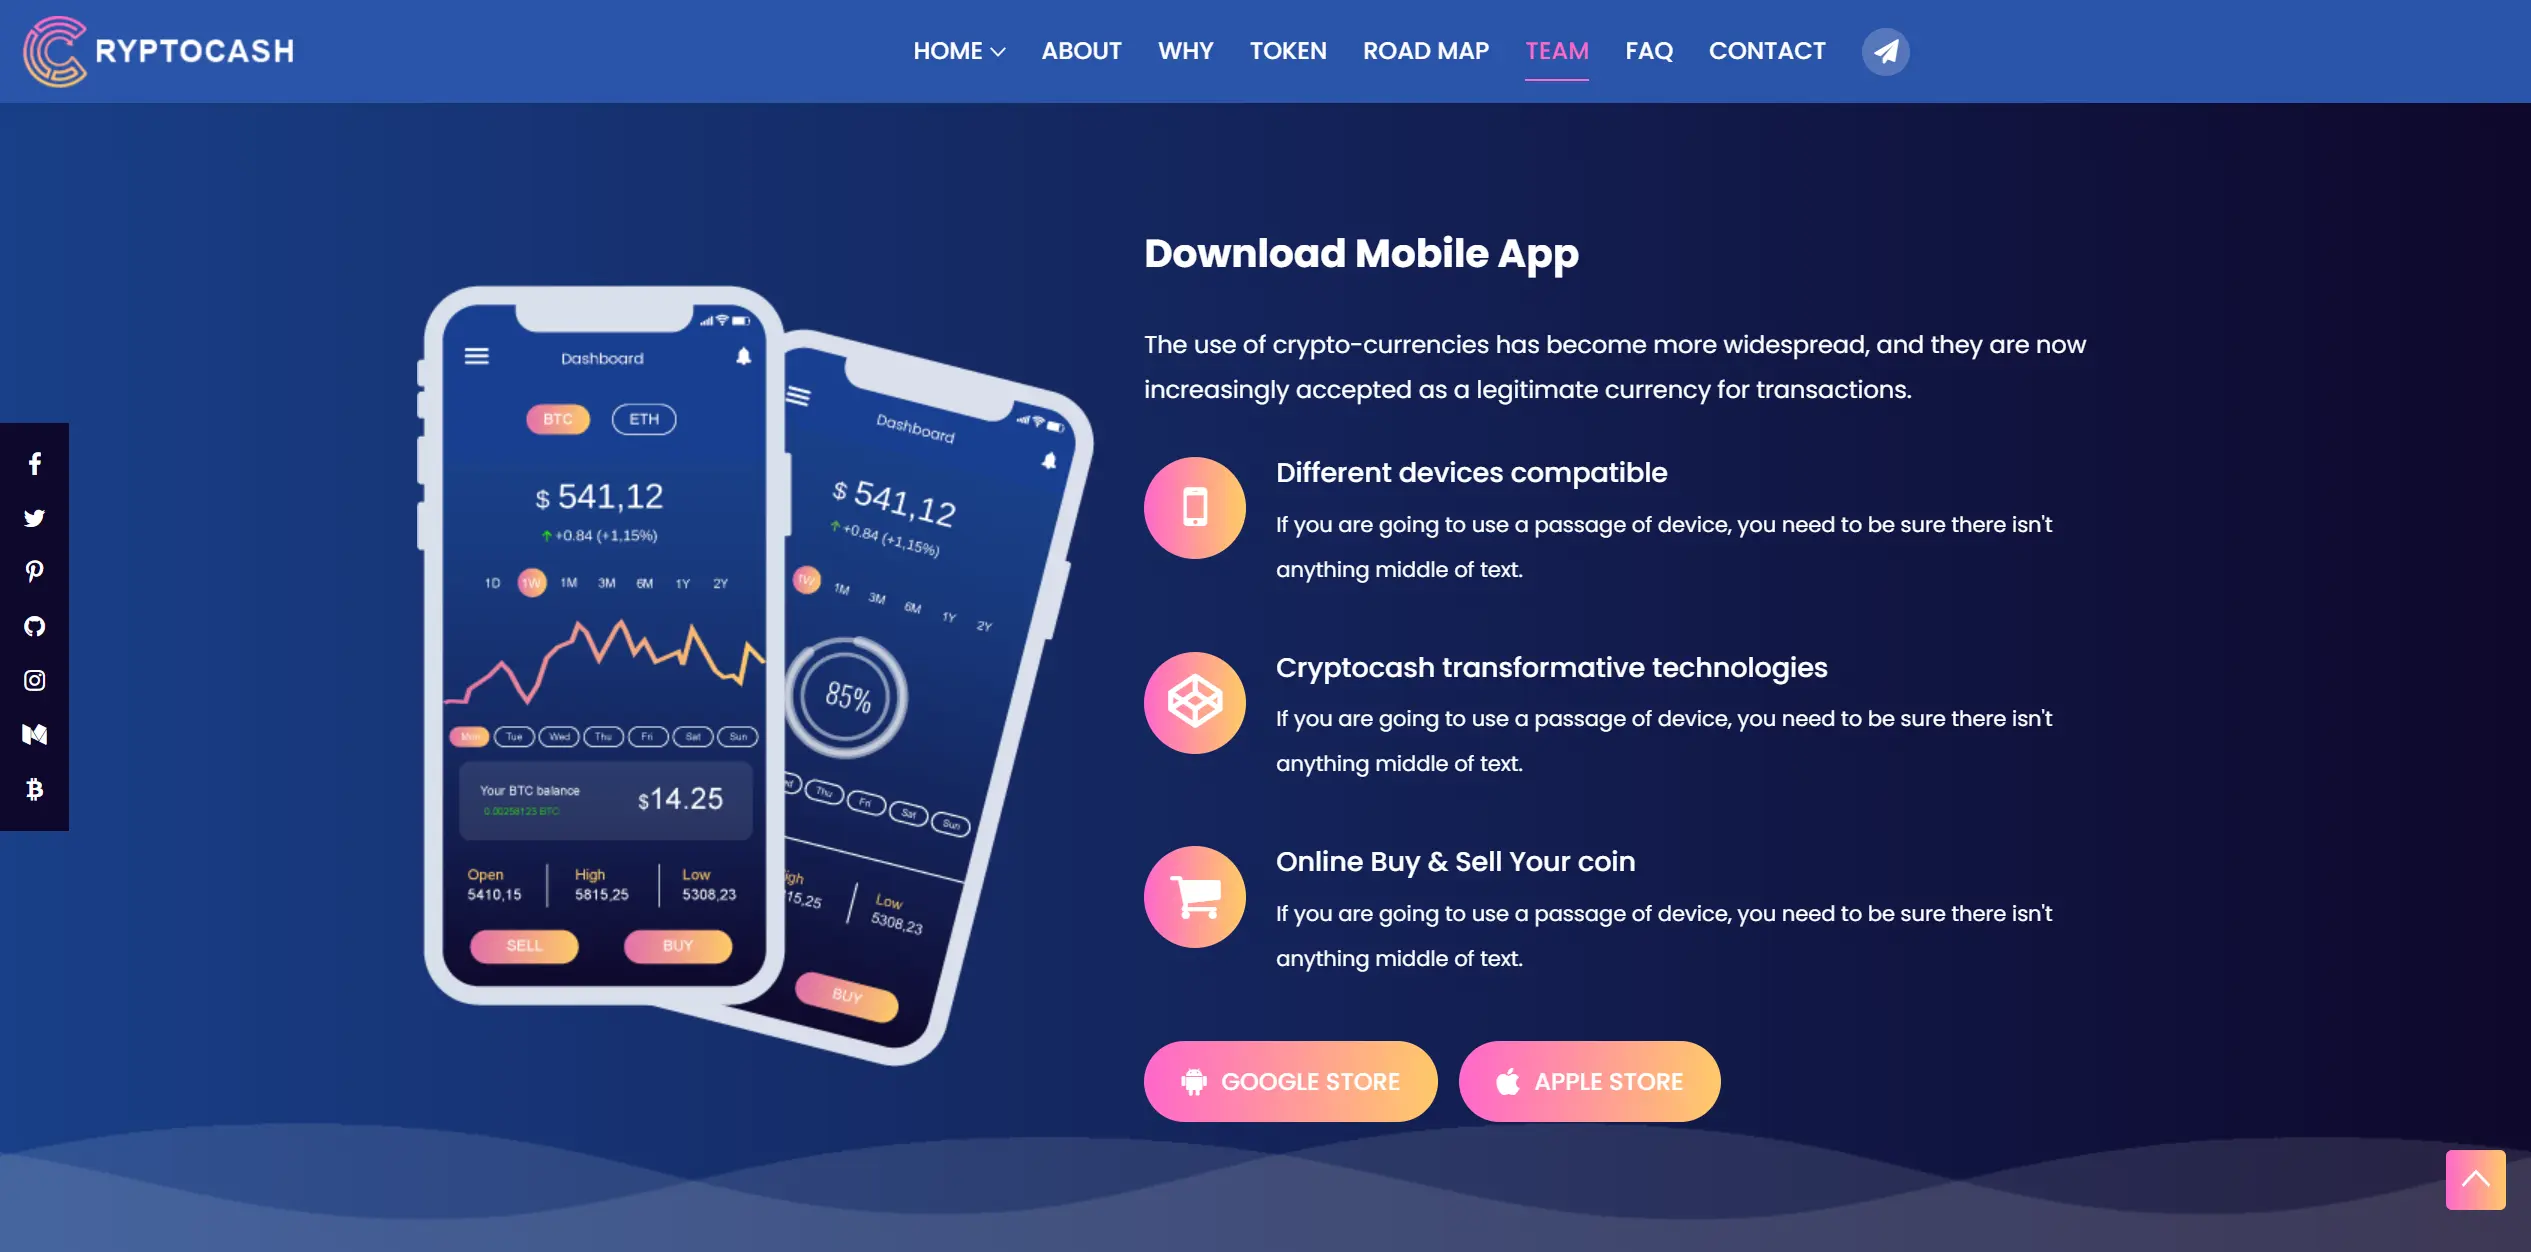 RYPTOCASH
HOME ABOUT WHY TOKEN ROAD MAP TEAM FAQ CONTACT
Download Mobile App
The use of crypto-currencies has become more widespread, and they are now
increasingly accepted as a legitimate currency for transactions.
Different devices compatible
If you are going to use a passage of device, you need to be sure there isn't
anything middle of text.
Cryptocash transformative technologies
If you are going to use a passage of device, you need to be sure there isn't
anything middle of text.
Online Buy & Sell Your coin
If you are going to use a passage of device, you need to be sure there isn't
anything middle of text.
GOOGLE STORE APPLE STORE
Dashboard
BTC ETH
$ 541,12
+0.84 (+1,15%)
1D 1W 1M 3M 6M 1Y 2Y
Mon Tue Wed Thu Fri Sat Sun
Your BTC balance
0.00258123 BTC
$14.25
Open High Low
5410,15 5815,25 5308,23
SELL BUY
Dashboard
$ 541,12
+0.84 (+1,15%)
1W 1M 3M 6M 1Y 2Y
85%
Thu Fri Sat Sun
Low
15,25 5308,23
BUY